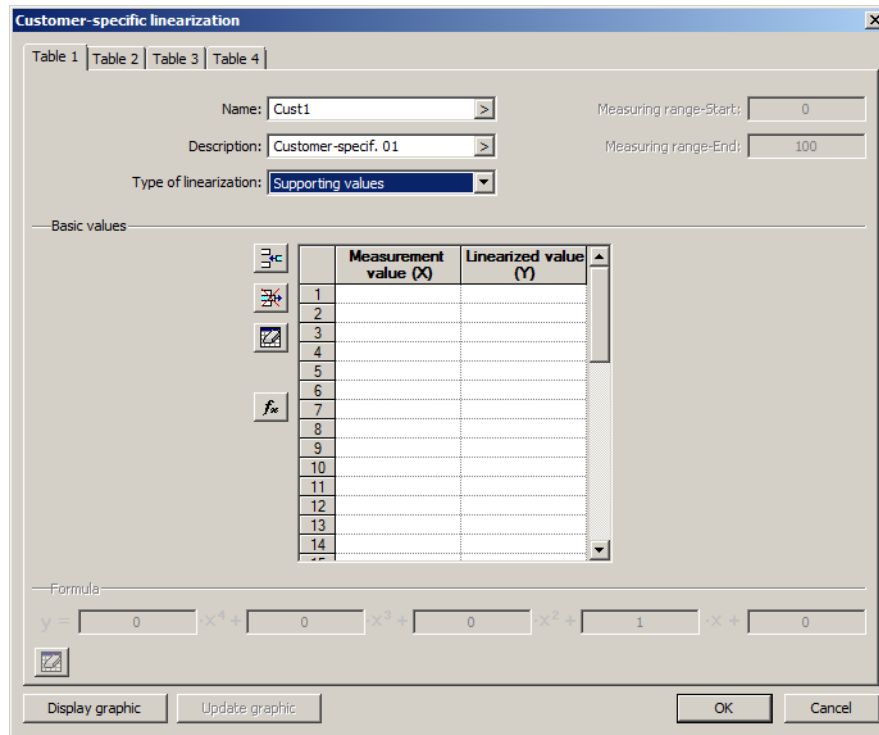 Customer-specific linearization
Table 1 Table 2 Table 3 Table 4
Name: Cust1 > Measuring range-Start: 0
Description: Customer-specif. 01 > Measuring range-End: 100
Type of linearization: Supporting values
Basic values
Measurement value (X) Linearized value (Y)
1
2
3
4
5
6
fx
7
8
9
10
11
12
13
14
15
Formula
y = 0 ·x⁴ + 0 ·x³ + 0 ·x² + 1 ·x + 0
Display graphic Update graphic OK Cancel